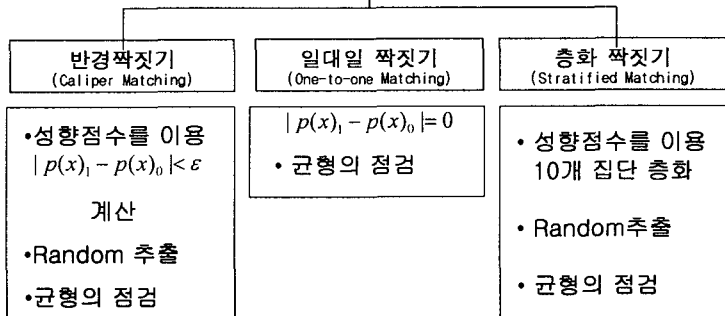 반경짝짓기
(Caliper Matching)
•성향점수를 이용
| p(x)₁ − p(x)₀ |< ε
계산
•Random 추출
•균형의 점검
일대일 짝짓기
(One-to-one Matching)
| p(x)₁ − p(x)₀ |= 0
• 균형의 점검
층화 짝짓기
(Stratified Matching)
• 성향점수를 이용
10개 집단 층화
• Random추출
• 균형의 점검